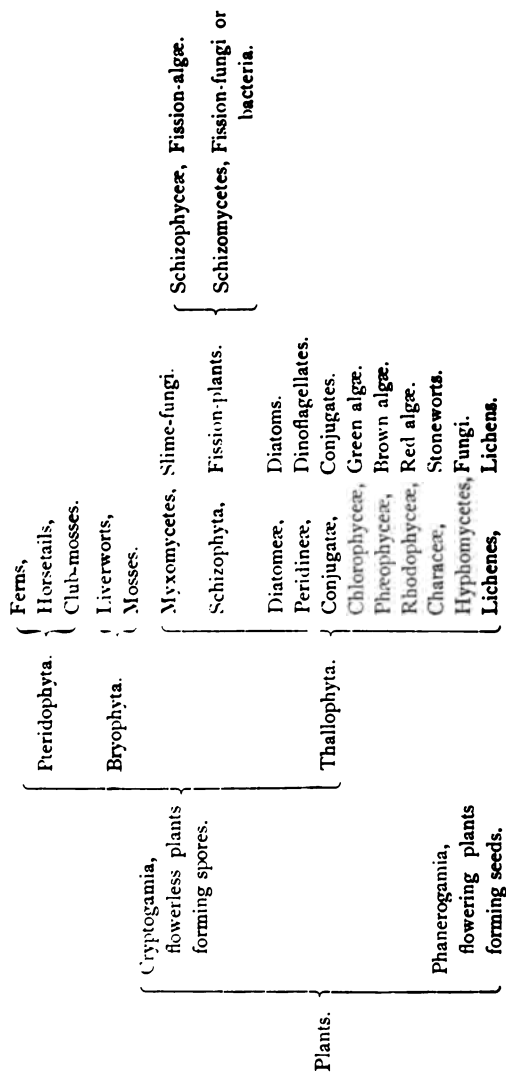 Plants.
Cryptogamia,
flowerless plants
forming spores.
Phanerogamia,
flowering plants
forming seeds.
Pteridophyta.
Bryophyta.
Thallophyta.
Ferns,
Horsetails,
Club-mosses.
Liverworts,
Mosses.
Myxomycetes, Slime-fungi.
Schizophyta, Fission-plants.
Diatomeæ, Diatoms.
Peridineæ, Dinoflagellates.
Conjugatæ, Conjugates.
Chlorophyceæ, Green algæ.
Phæophyceæ, Brown algæ.
Rhodophyceæ, Red algæ.
Characeæ, Stoneworts.
Hyphomycetes, Fungi.
Lichenes, Lichens.
Schizophyceæ, Fission-algæ.
Schizomycetes, Fission-fungi or
bacteria.